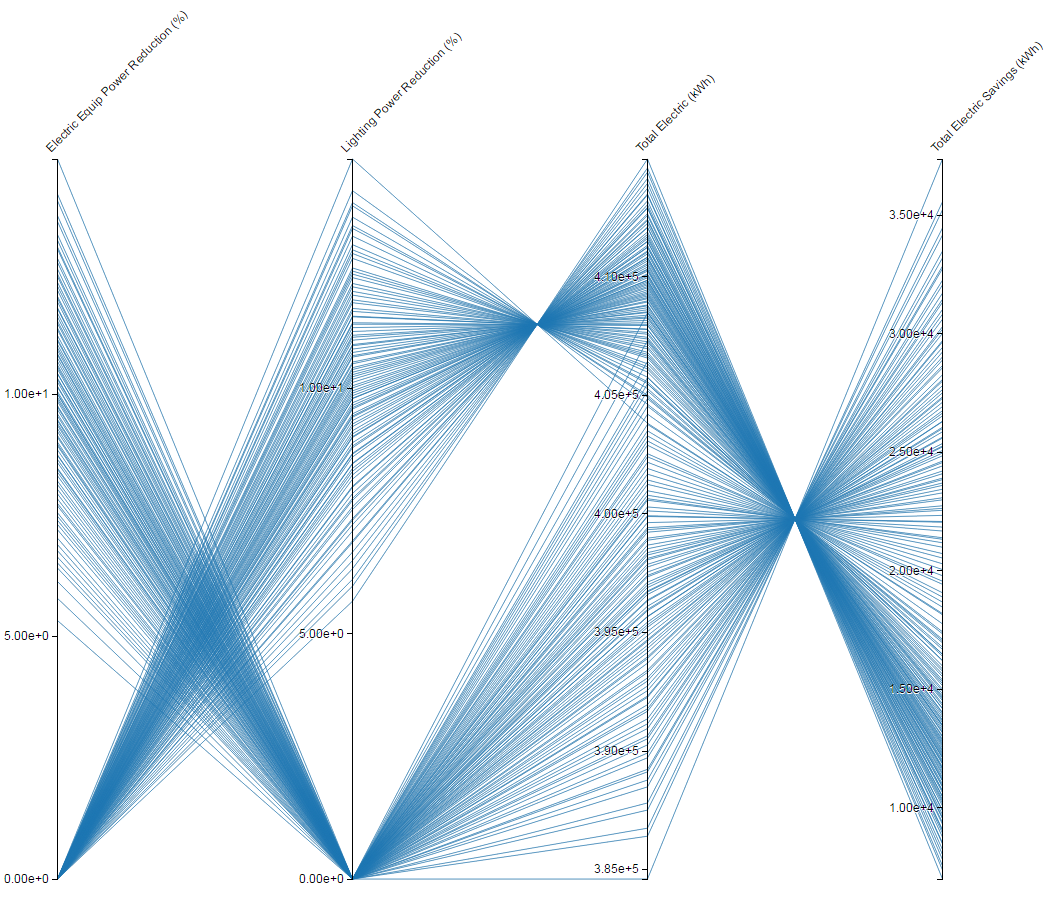 Electric Equip Power Reduction (%)
Lighting Power Reduction (%)
Total Electric (kWh)
Total Electric Savings (kWh)
1.00e+1
5.00e+0
0.00e+0
1.00e+1
5.00e+0
0.00e+0
4.10e+5
4.05e+5
4.00e+5
3.95e+5
3.90e+5
3.85e+5
3.50e+4
3.00e+4
2.50e+4
2.00e+4
1.50e+4
1.00e+4